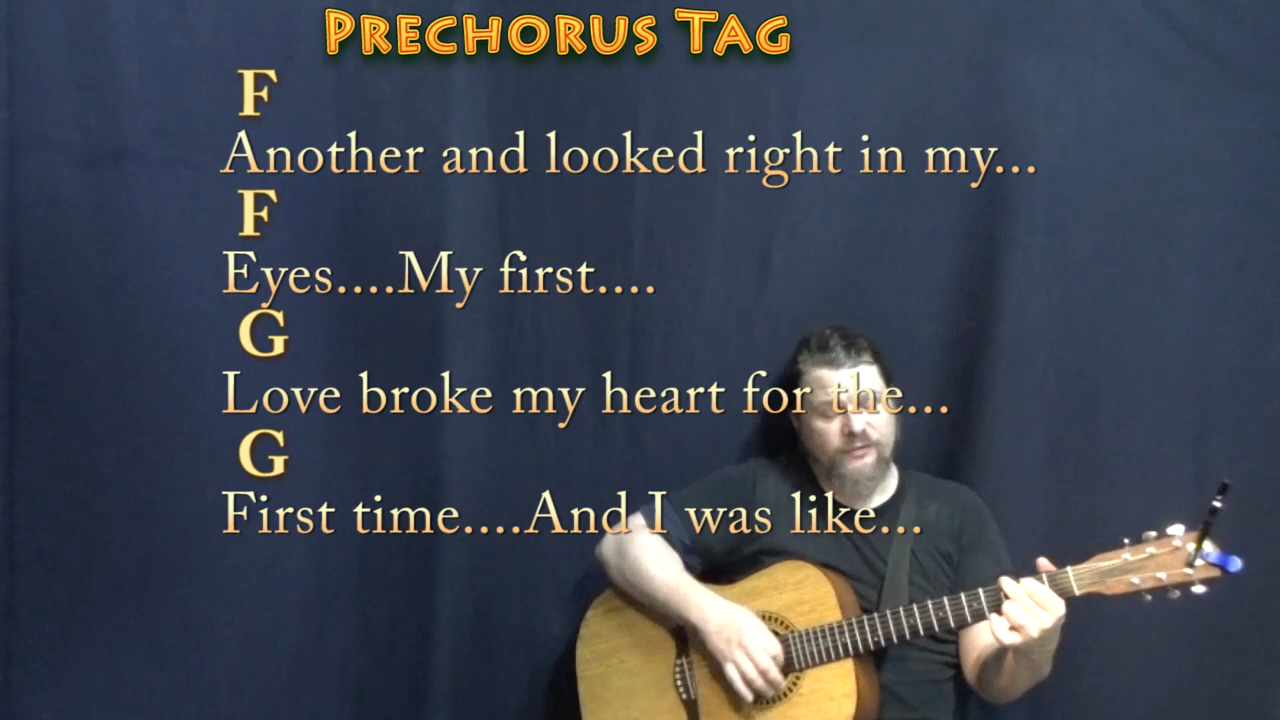 PRECHORUS TAG
F
Another and looked right in my...
F
Eyes....My first....
G
Love broke my heart for the...
G
First time....And I was like...